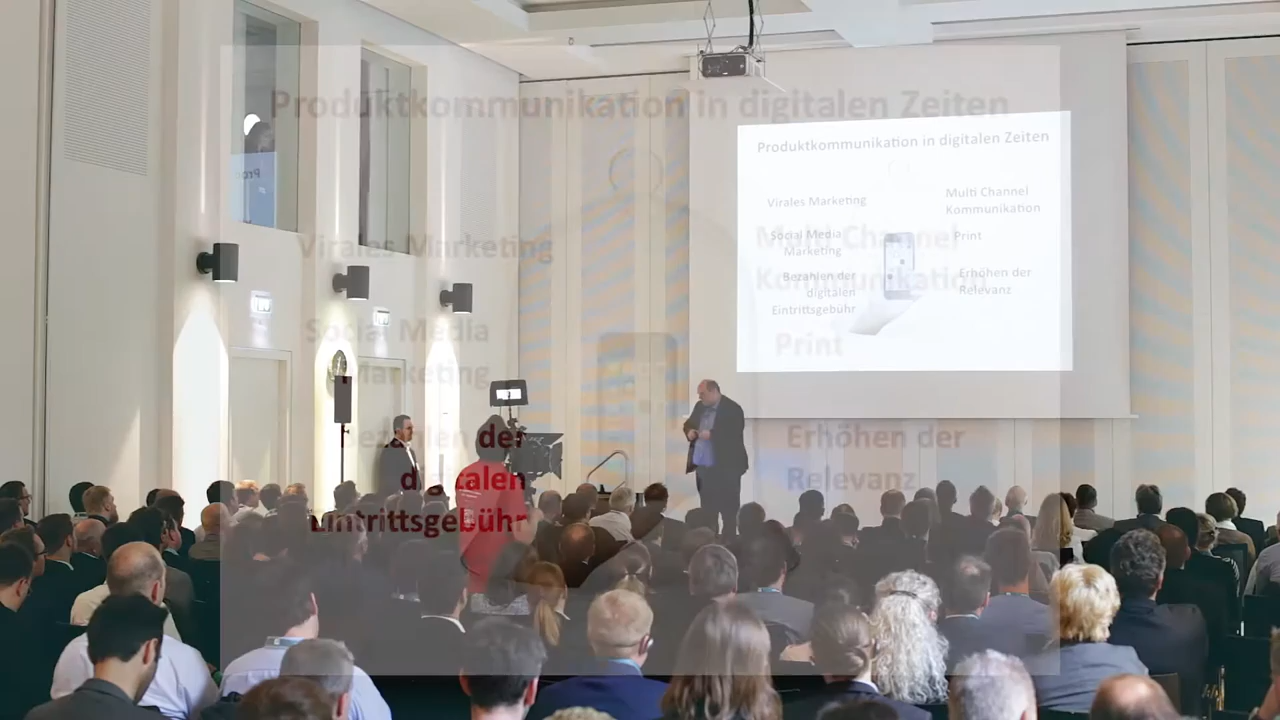 Produktkommunikation in digitalen Zeiten
Virales Marketing
Social Media
Marketing
Bezahlen der
digitalen
Eintrittsgebühr
Multi Channel
Kommunikation
Print
Erhöhen der
Relevanz
Produktkommunikation in digitalen Zeiten
Virales Marketing
Social Media
Marketing
Bezahlen der
digitalen
Eintrittsgebühr
Multi Channel
Kommunikation
Print
Erhöhen der
Relevanz